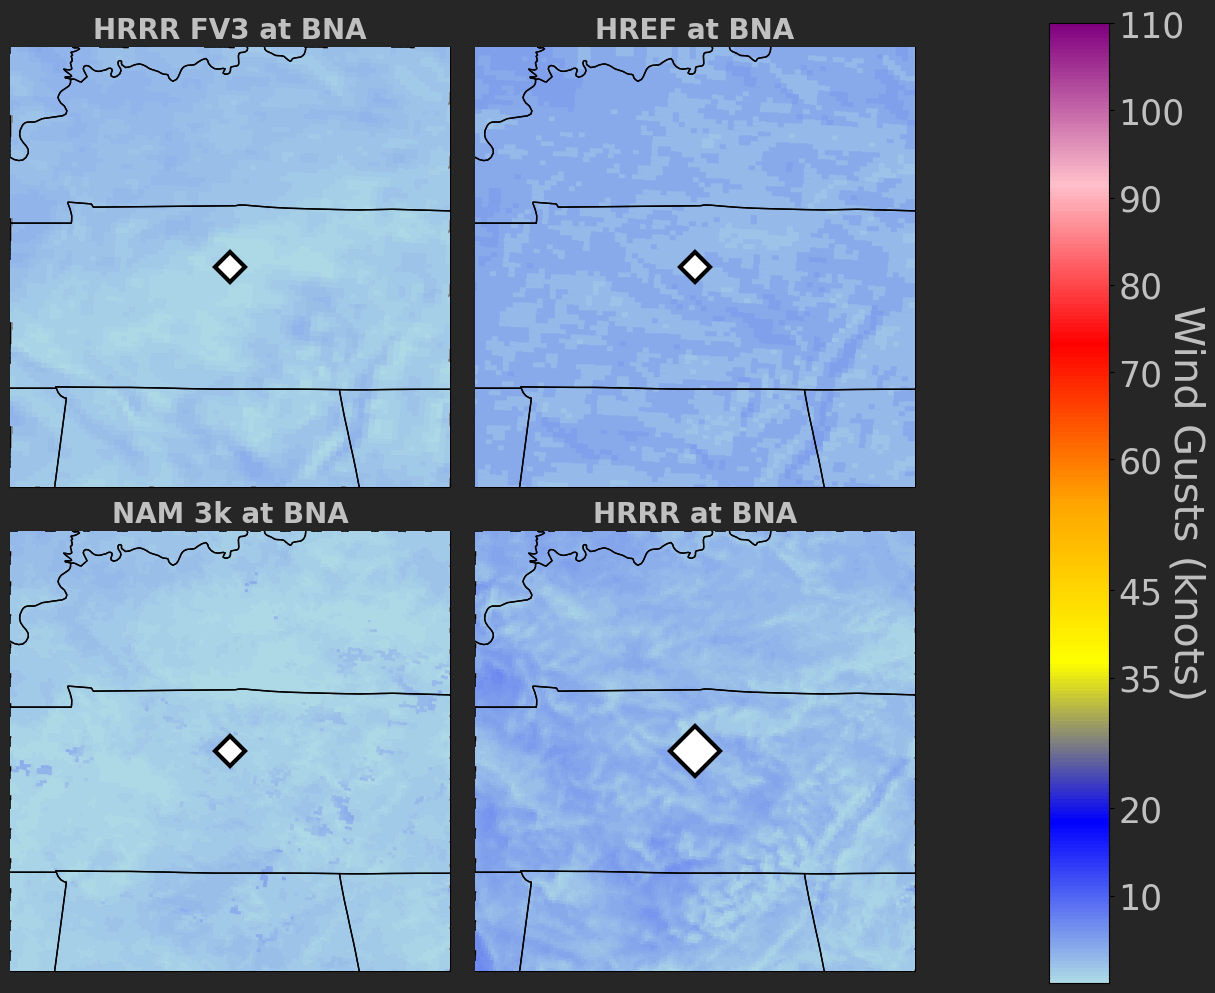 HRRR FV3 at BNA
HREF at BNA
NAM 3k at BNA
HRRR at BNA
110
100
90
80
70
60
45
35
20
10
Wind Gusts (knots)